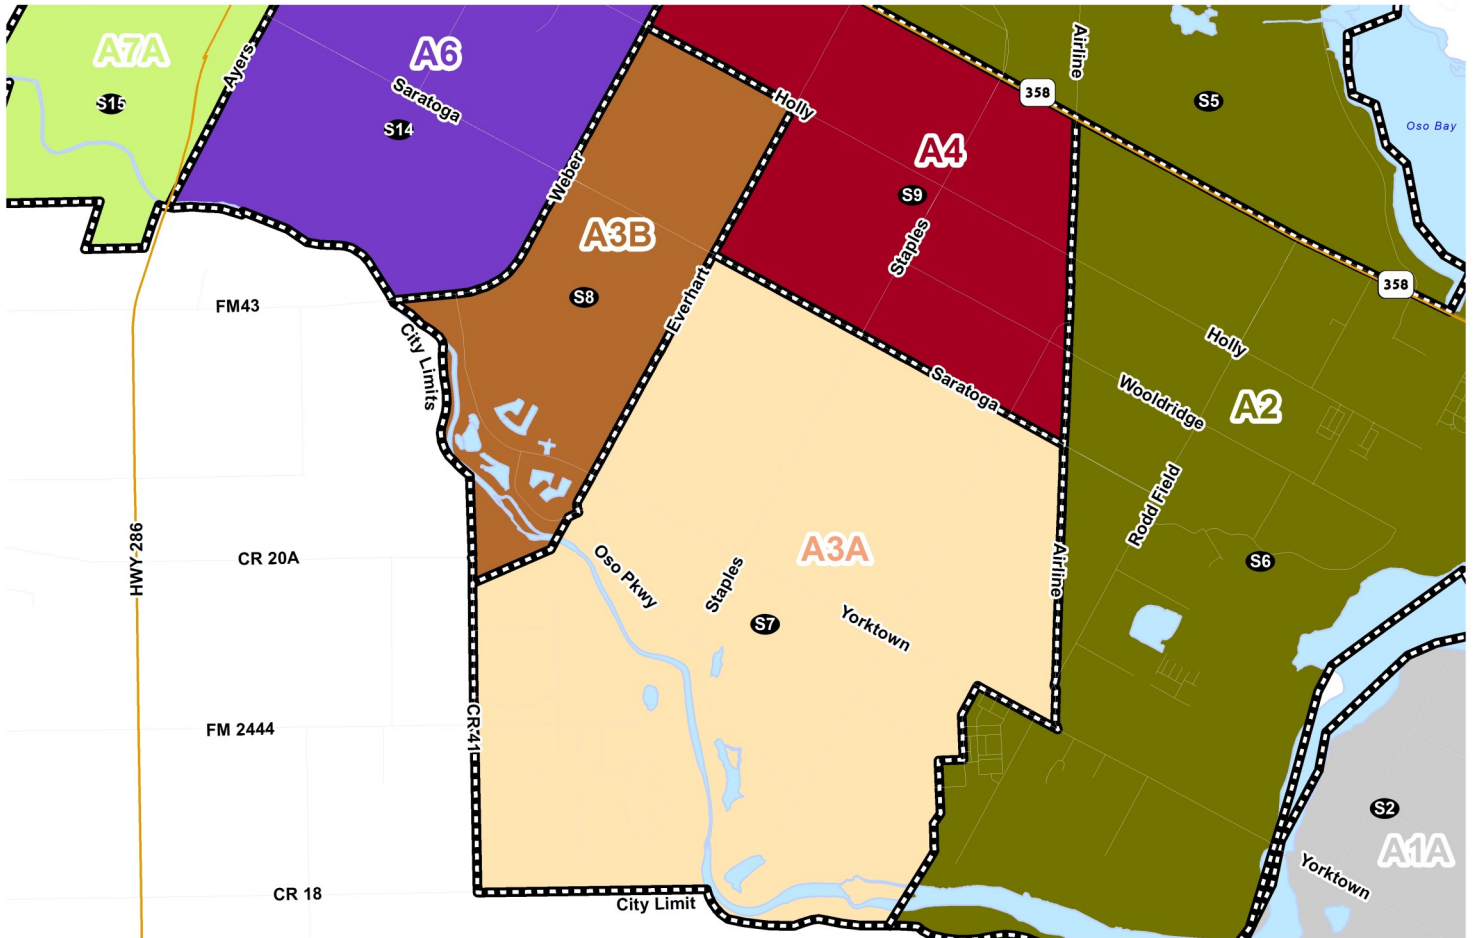 A7A
Ayers
A6
Airline
S15
Saratoga
S14
Holly
358
S5
Oso Bay
A4
Weber
S9
A3B
Staples
S8
358
FM43
Everhart
City Limits
Holly
Saratoga
Wooldridge
A2
Rodd Field
HWY 286
CR 20A
Oso Pkwy
Staples
A3A
Airline
S6
S7
Yorktown
FM 2444
CR 41
S2
A1A
Yorktown
CR 18
City Limit